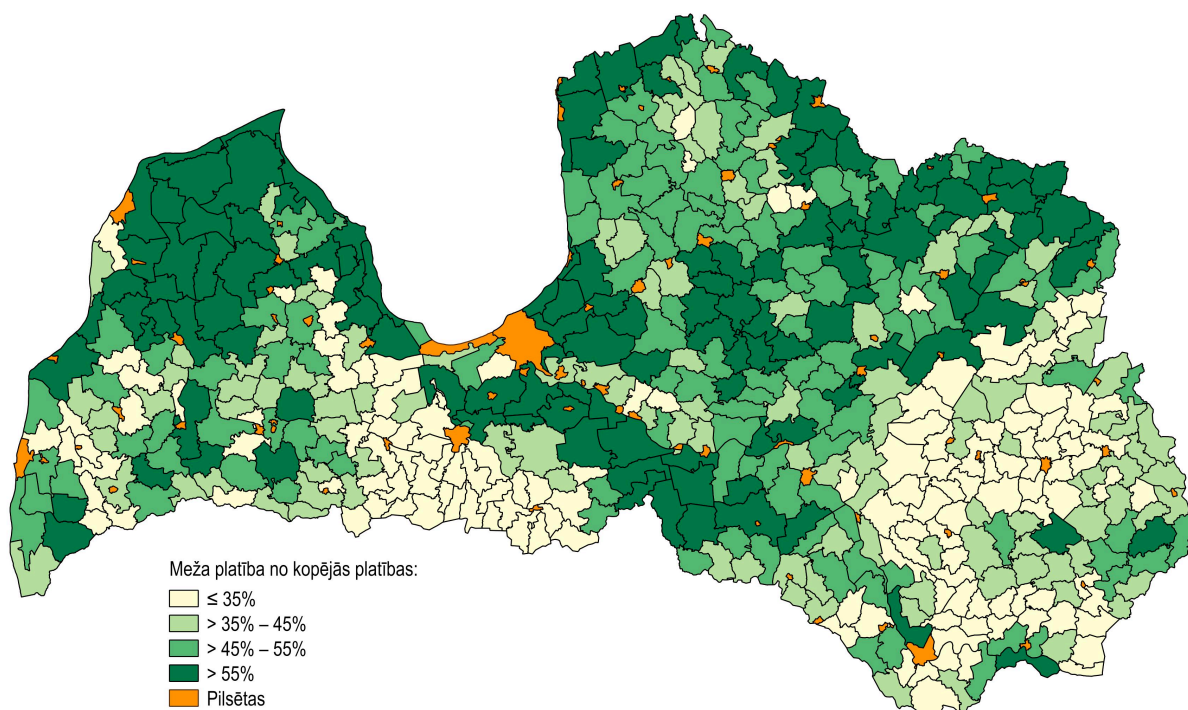 Meža platība no kopējās platības:
≤ 35%
> 35% – 45%
> 45% – 55%
> 55%
Pilsētas